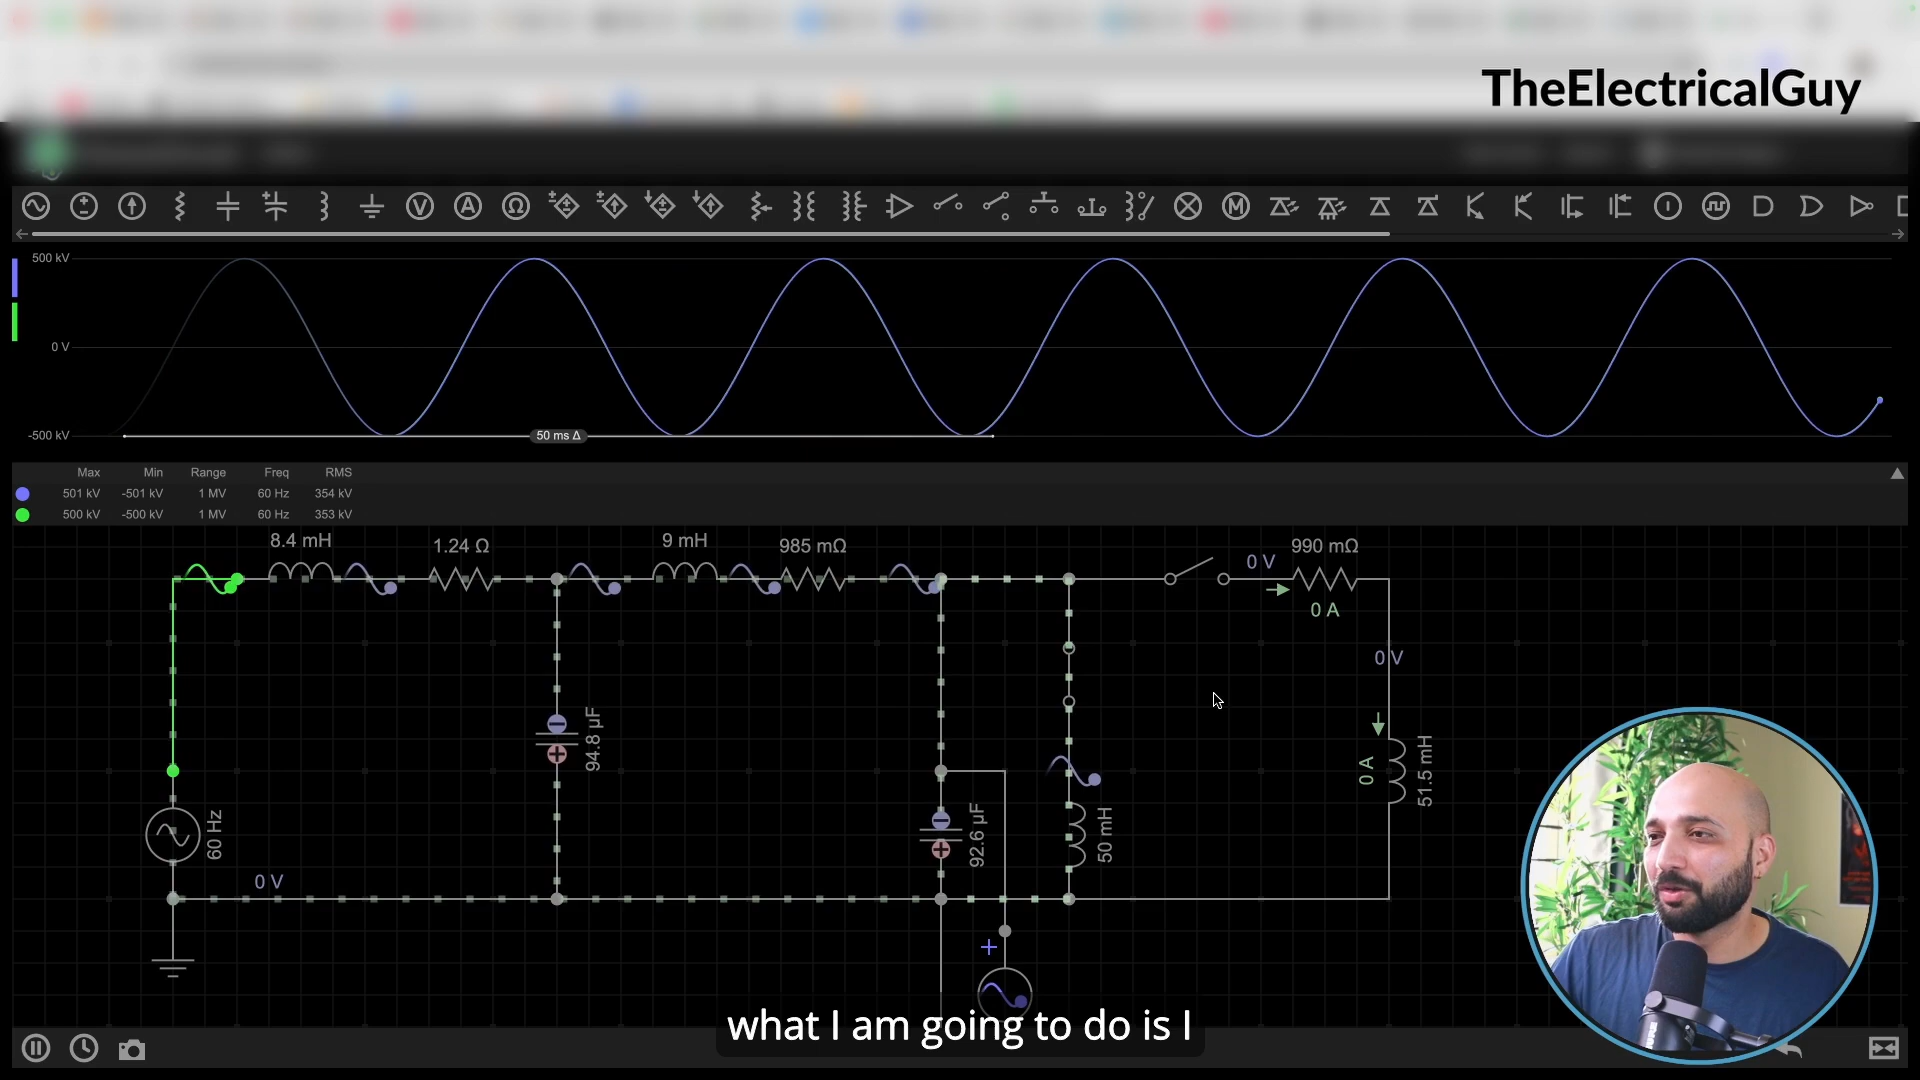 TheElectricalGuy
500 kV
0 V
-500 kV
50 ms Δ
Max Min Range Freq RMS
501 kV -501 kV 1 MV 60 Hz 354 kV
500 kV -500 kV 1 MV 60 Hz 353 kV
8.4 mH
1.24 Ω
9 mH
985 mΩ
0 V
990 mΩ
0 A
0 V
94.8 µF
0 A
51.5 mH
60 Hz
92.6 µF
50 mH
0 V
what I am going to do is I